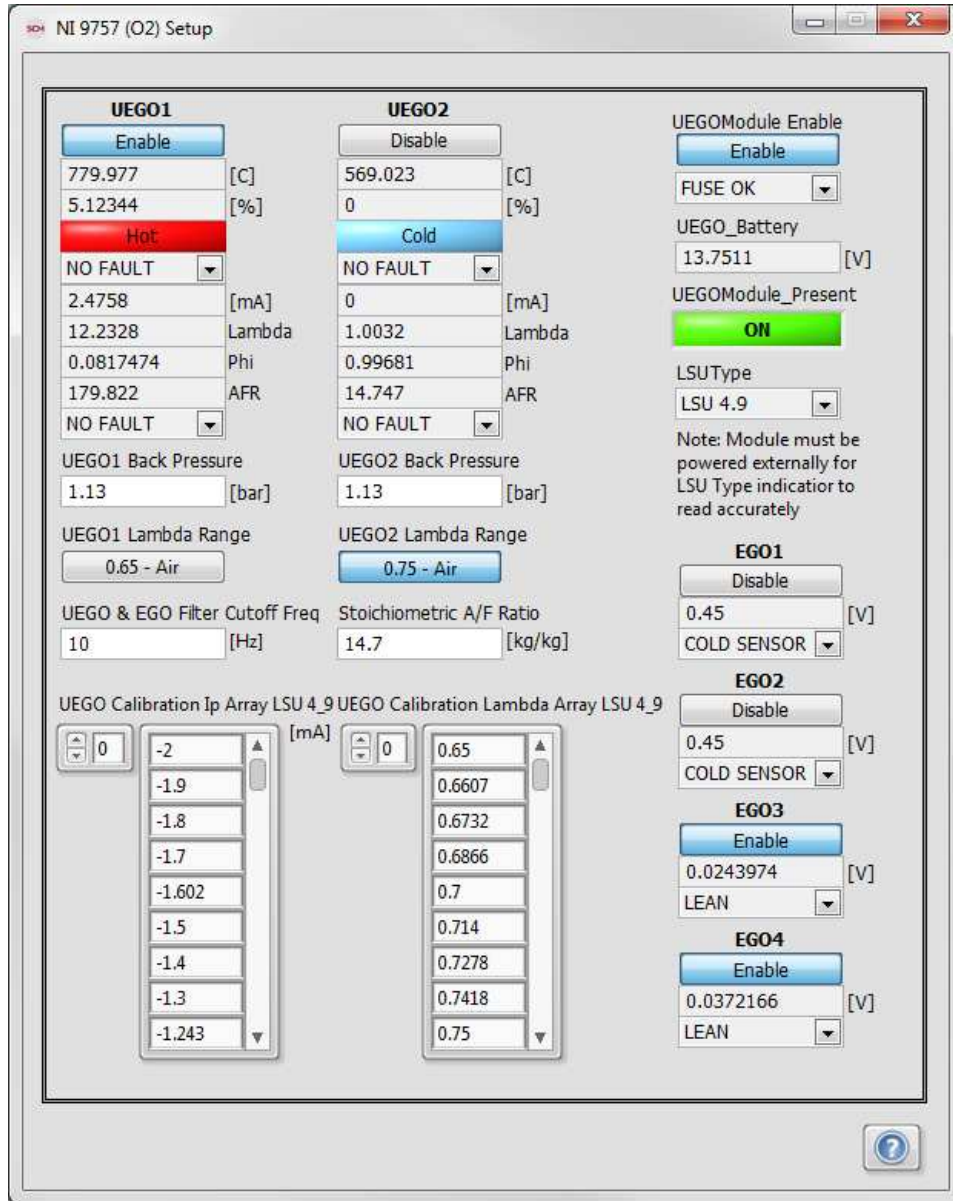 SCM NI 9757 (O2) Setup
UEGO1
Enable
779.977 [C]
5.12344 [%]
Hot
NO FAULT
2.4758 [mA]
12.2328 Lambda
0.0817474 Phi
179.822 AFR
NO FAULT
UEGO1 Back Pressure
1.13 [bar]
UEGO1 Lambda Range
0.65 - Air
UEGO & EGO Filter Cutoff Freq
10 [Hz]
UEGO2
Disable
569.023 [C]
0 [%]
Cold
NO FAULT
0 [mA]
1.0032 Lambda
0.99681 Phi
14.747 AFR
NO FAULT
UEGO2 Back Pressure
1.13 [bar]
UEGO2 Lambda Range
0.75 - Air
Stoichiometric A/F Ratio
14.7 [kg/kg]
UEGO Calibration Ip Array LSU 4_9
[mA]
0
-2
-1.9
-1.8
-1.7
-1.602
-1.5
-1.4
-1.3
-1.243
UEGO Calibration Lambda Array LSU 4_9
0
0.65
0.6607
0.6732
0.6866
0.7
0.714
0.7278
0.7418
0.75
UEGOModule Enable
Enable
FUSE OK
UEGO_Battery
13.7511 [V]
UEGOModule_Present
ON
LSUType
LSU 4.9
Note: Module must be
powered externally for
LSU Type indicatior to
read accurately
EGO1
Disable
0.45 [V]
COLD SENSOR
EGO2
Disable
0.45 [V]
COLD SENSOR
EGO3
Enable
0.0243974 [V]
LEAN
EGO4
Enable
0.0372166 [V]
LEAN
?